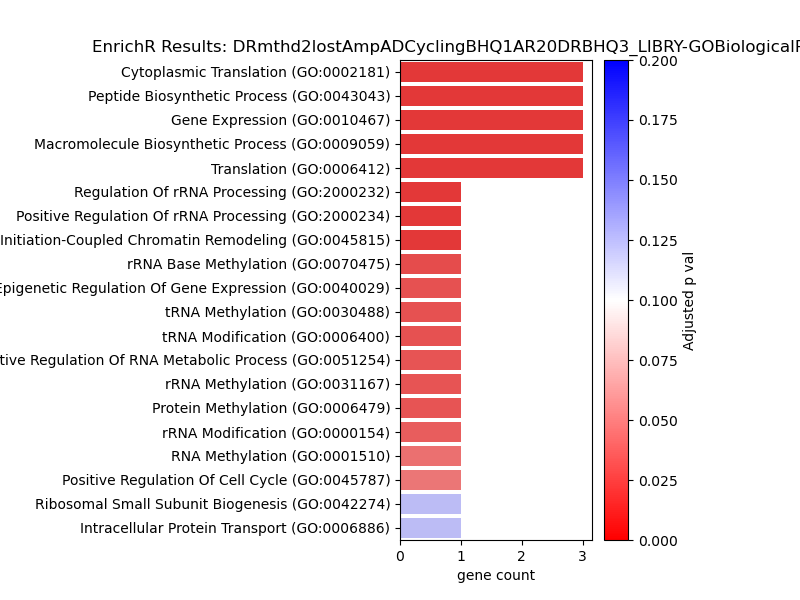 EnrichR Results: DRmthd2lostAmpADCyclingBHQ1AR20DRBHQ3_LIBRY-GOBiologicalP
Cytoplasmic Translation (GO:0002181)
Peptide Biosynthetic Process (GO:0043043)
Gene Expression (GO:0010467)
Macromolecule Biosynthetic Process (GO:0009059)
Translation (GO:0006412)
Regulation Of rRNA Processing (GO:2000232)
Positive Regulation Of rRNA Processing (GO:2000234)
Initiation-Coupled Chromatin Remodeling (GO:0045815)
rRNA Base Methylation (GO:0070475)
Epigenetic Regulation Of Gene Expression (GO:0040029)
tRNA Methylation (GO:0030488)
tRNA Modification (GO:0006400)
tive Regulation Of RNA Metabolic Process (GO:0051254)
rRNA Methylation (GO:0031167)
Protein Methylation (GO:0006479)
rRNA Modification (GO:0000154)
RNA Methylation (GO:0001510)
Positive Regulation Of Cell Cycle (GO:0045787)
Ribosomal Small Subunit Biogenesis (GO:0042274)
Intracellular Protein Transport (GO:0006886)
0 1 2 3
gene count
0.200
0.175
0.150
0.125
0.100
0.075
0.050
0.025
0.000
Adjusted p val